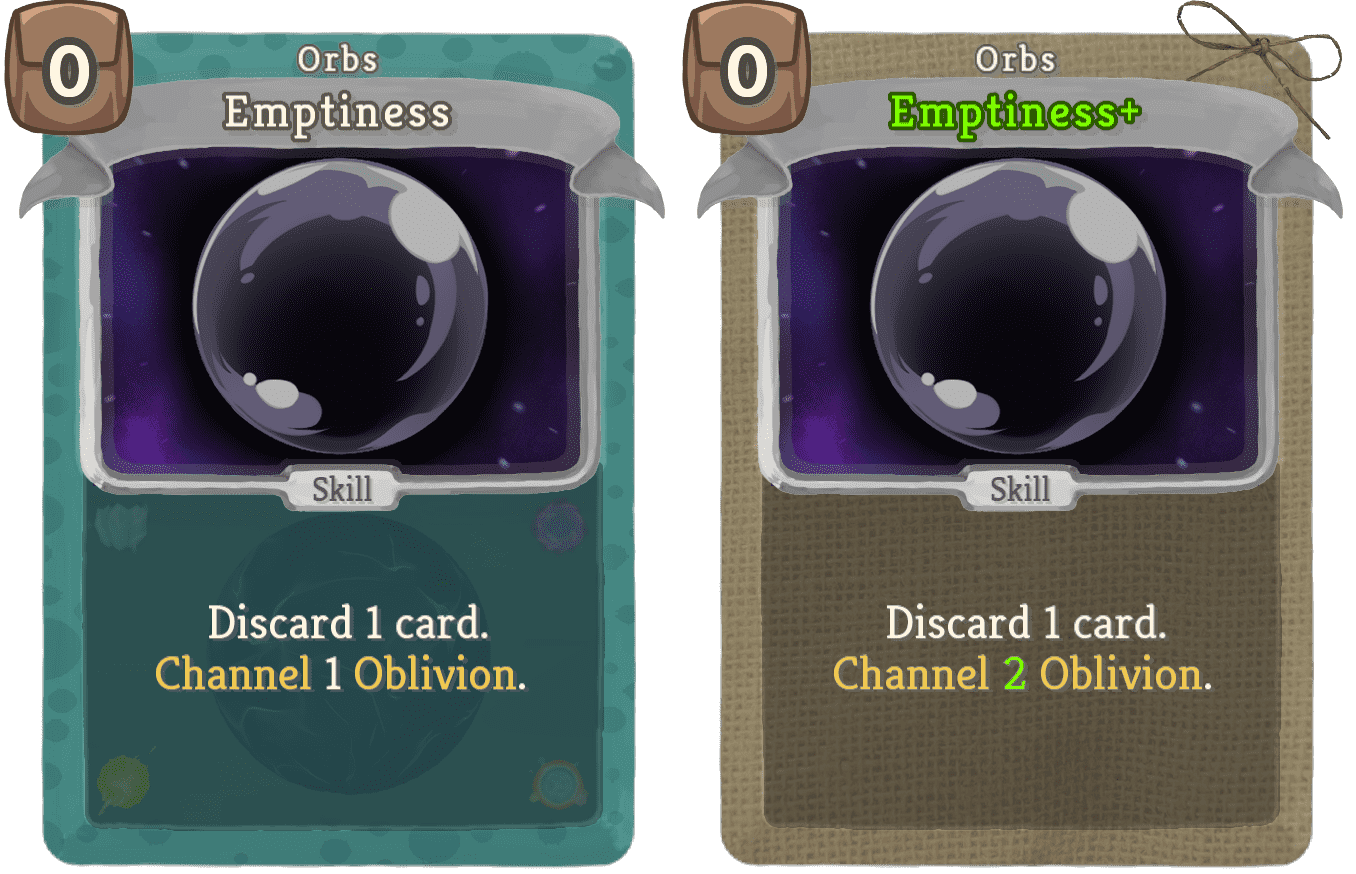 0
Orbs
Emptiness
Skill
Discard 1 card.
Channel 1 Oblivion.
0
Orbs
Emptiness+
Skill
Discard 1 card.
Channel 2 Oblivion.